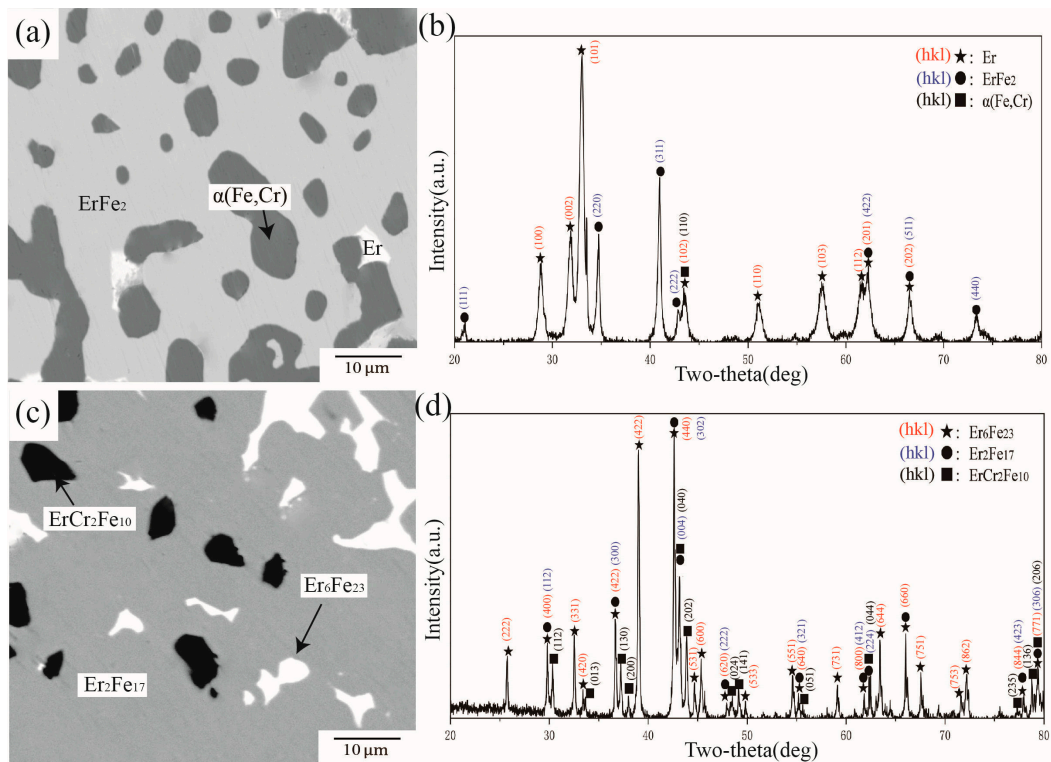 (a)
ErFe₂
α(Fe,Cr)
Er
10 μm
(b)
Intensity(a.u.)
Two-theta(deg)
20 30 40 50 60 70 80
(hkl) ★: Er
(hkl) ●: ErFe₂
(hkl) ■: α(Fe,Cr)
(111)
(100)
(002)
(101)
(220)
(311)
(222)
(102) (110)
(110)
(103)
(112)
(201) (422)
(202) (511)
(440)
(c)
ErCr₂Fe₁₀
Er₆Fe₂₃
Er₂Fe₁₇
10 μm
(d)
Intensity(a.u.)
Two-theta(deg)
20 30 40 50 60 70 80
(hkl) ★: Er₆Fe₂₃
(hkl) ●: Er₂Fe₁₇
(hkl) ■: ErCr₂Fe₁₀
(222)
(400) (112)
(112)
(331)
(420)
(013)
(422) (300)
(130)
(200)
(422)
(440) (302)
(004) (040)
(202)
(531)
(600)
(620) (222)
(024)
(141)
(533)
(551)
(640) (321)
(051)
(731)
(800) (412)
(224) (044)
(644)
(660)
(751)
(753)
(862)
(235)
(844) (423)
(136)
(771) (306) (206)